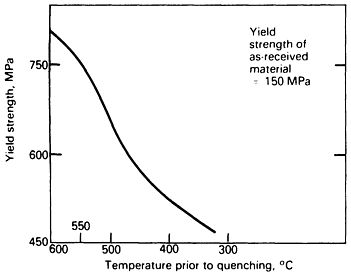 Yield
strength of
as-received
material
= 150 MPa
Yield strength, MPa
750
600
450
550
600
500
400
300
Temperature prior to quenching, °C